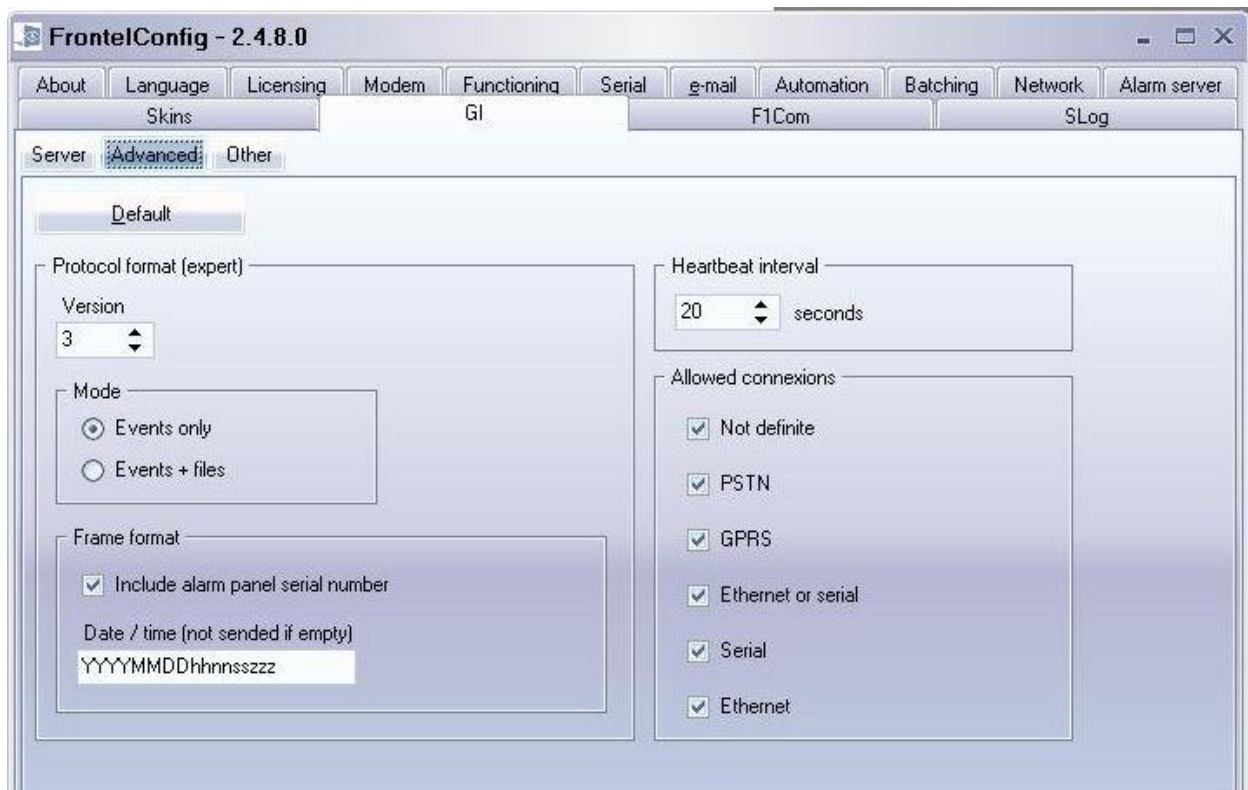 FrontelConfig - 2.4.8.0
About Language Licensing Modem Functioning Serial e-mail Automation Batching Network Alarm server
Skins GI F1Com SLog
Server Advanced Other
Default
Protocol format (expert)
Version
3
Mode
Events only
Events + files
Frame format
Include alarm panel serial number
Date / time (not sended if empty)
YYYYMMDDhhnnsszzz
Heartbeat interval
20 seconds
Allowed connexions
Not definite
PSTN
GPRS
Ethernet or serial
Serial
Ethernet